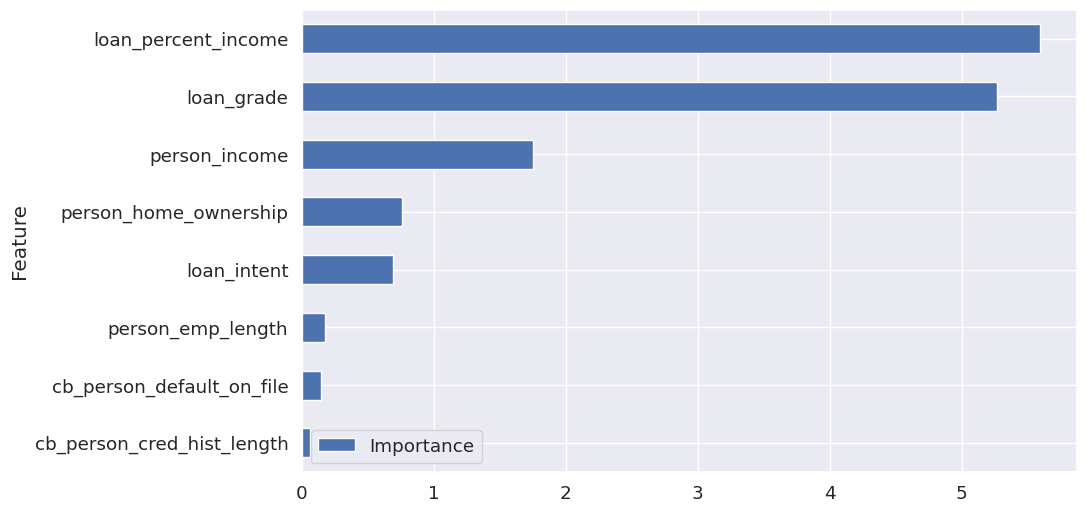 loan_percent_income
loan_grade
person_income
person_home_ownership
loan_intent
person_emp_length
cb_person_default_on_file
cb_person_cred_hist_length
Feature
Importance
0 1 2 3 4 5